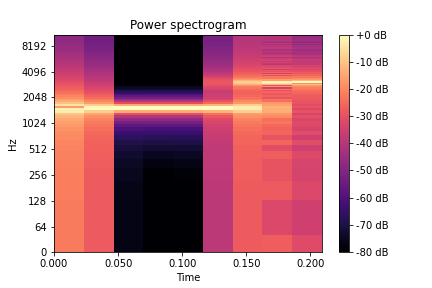 Power spectrogram
8192
4096
2048
1024
512
256
128
64
0
Hz
0.000 0.050 0.100 0.150 0.200
Time
+0 dB
-10 dB
-20 dB
-30 dB
-40 dB
-50 dB
-60 dB
-70 dB
-80 dB